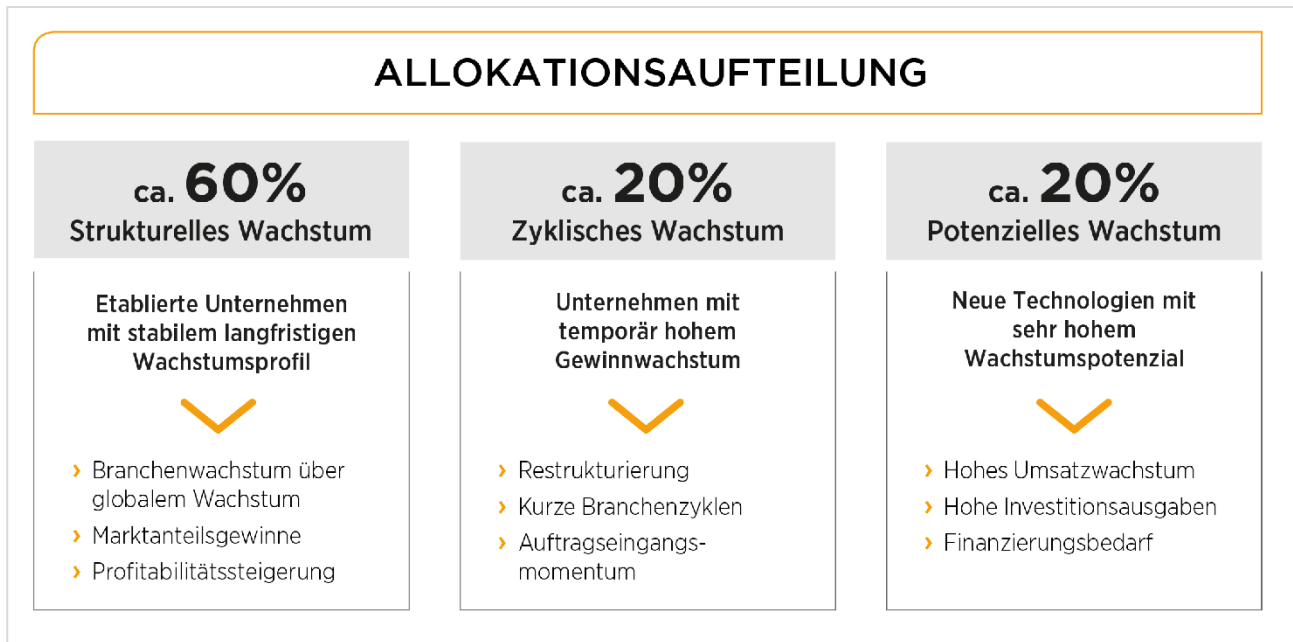 ALLOKATIONSAUFTEILUNG
ca. 60%
Strukturelles Wachstum
Etablierte Unternehmen
mit stabilem langfristigen
Wachstumsprofil
› Branchenwachstum über
globalem Wachstum
› Marktanteilsgewinne
› Profitabilitätssteigerung
ca. 20%
Zyklisches Wachstum
Unternehmen mit
temporär hohem
Gewinnwachstum
› Restrukturierung
› Kurze Branchenzyklen
› Auftragseingangs-
momentum
ca. 20%
Potenzielles Wachstum
Neue Technologien mit
sehr hohem
Wachstumspotenzial
› Hohes Umsatzwachstum
› Hohe Investitionsausgaben
› Finanzierungsbedarf